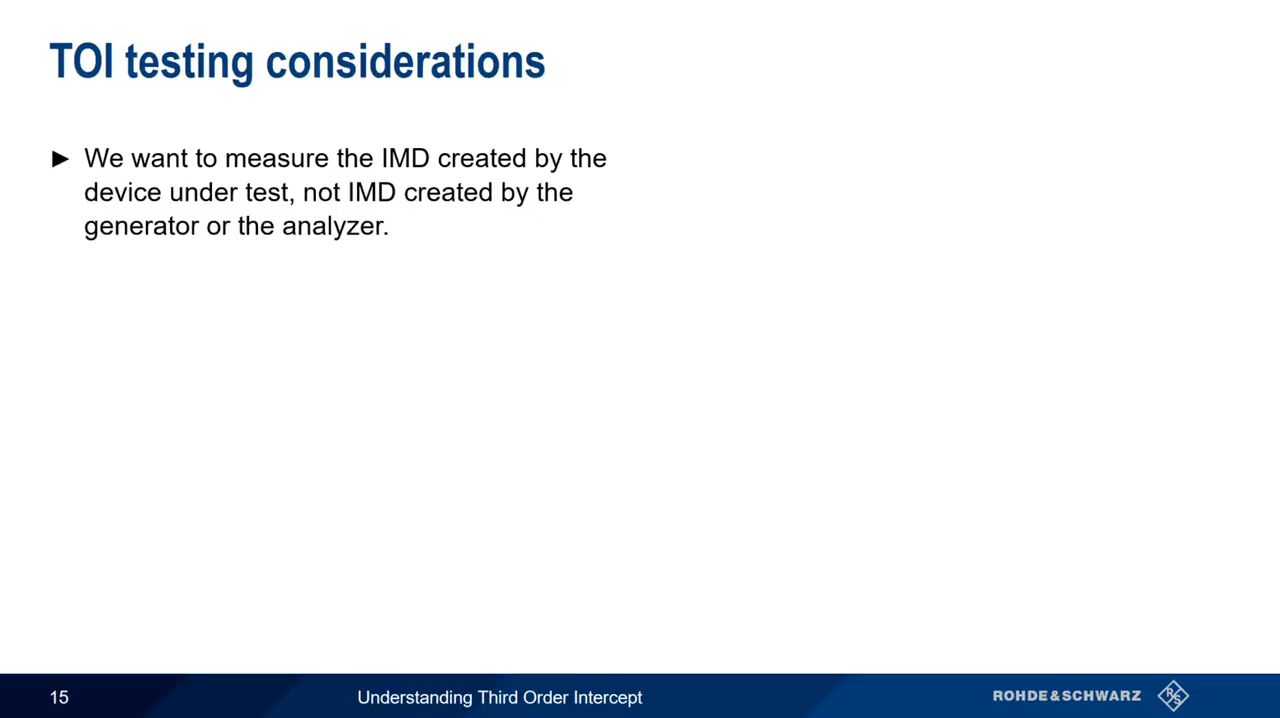 TOI testing considerations
► We want to measure the IMD created by the
device under test, not IMD created by the
generator or the analyzer.
15
Understanding Third Order Intercept
ROHDE&SCHWARZ
R&S